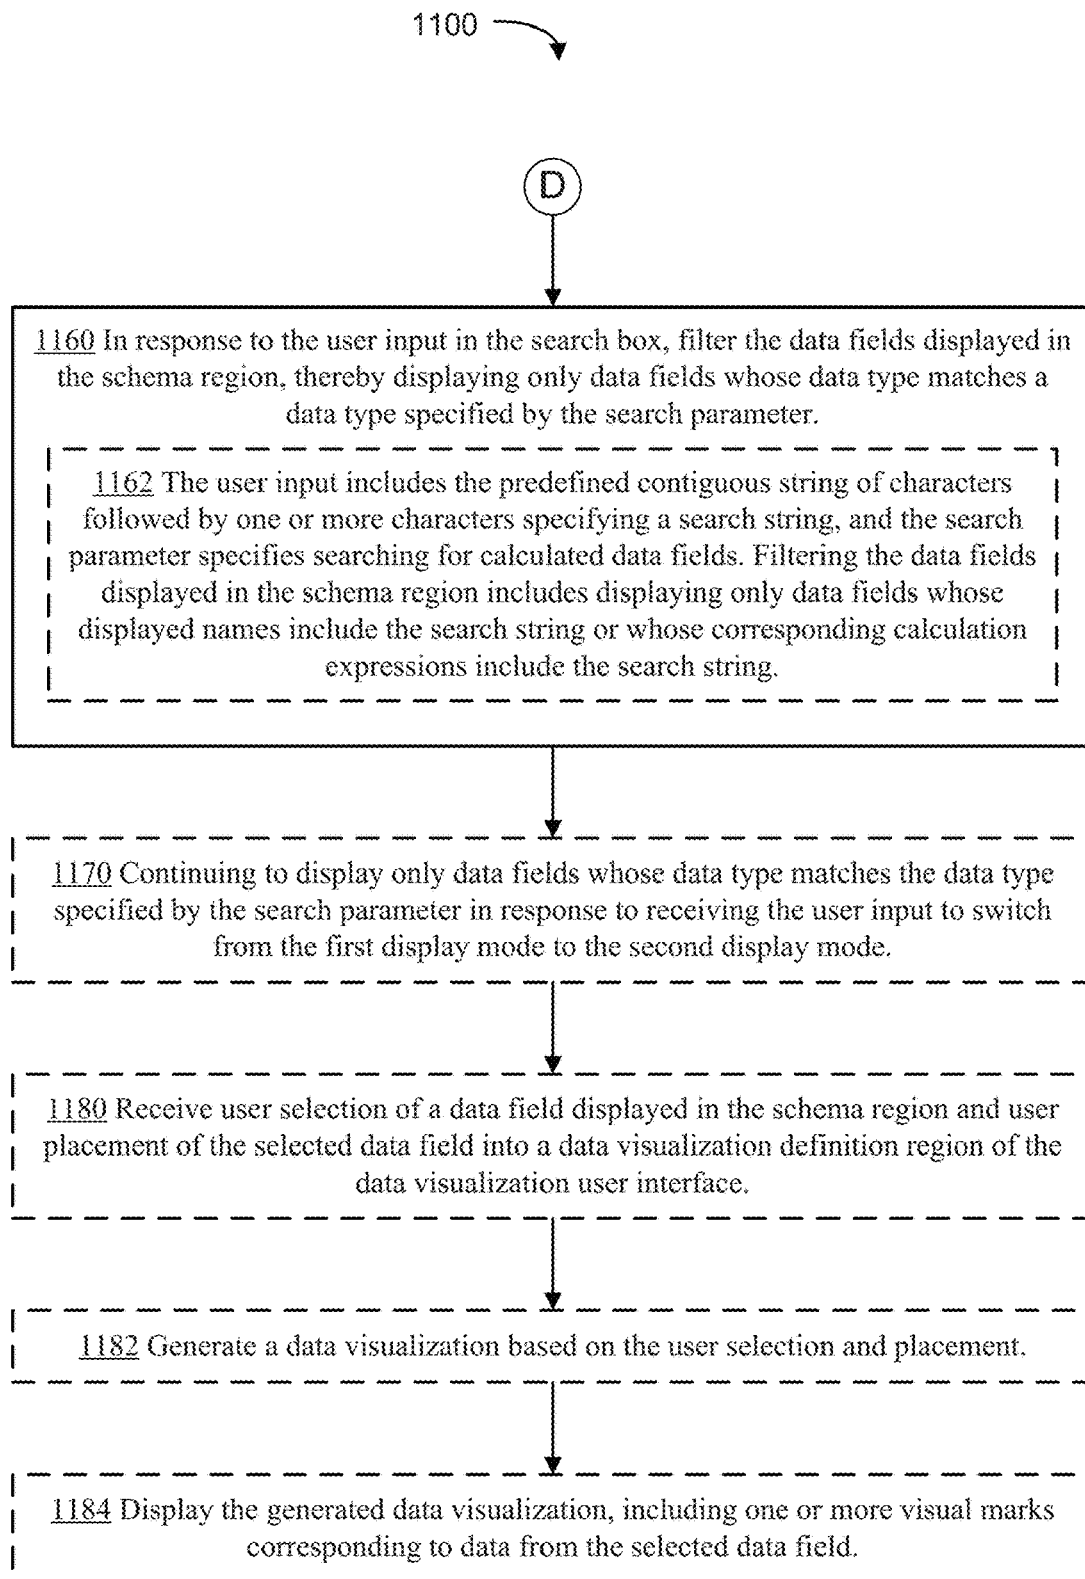 1100
D
1160 In response to the user input in the search box, filter the data fields displayed in
the schema region, thereby displaying only data fields whose data type matches a
data type specified by the search parameter.
1162 The user input includes the predefined contiguous string of characters
followed by one or more characters specifying a search string, and the search
parameter specifies searching for calculated data fields. Filtering the data fields
displayed in the schema region includes displaying only data fields whose
displayed names include the search string or whose corresponding calculation
expressions include the search string.
1170 Continuing to display only data fields whose data type matches the data type
specified by the search parameter in response to receiving the user input to switch
from the first display mode to the second display mode.
1180 Receive user selection of a data field displayed in the schema region and user
placement of the selected data field into a data visualization definition region of the
data visualization user interface.
1182 Generate a data visualization based on the user selection and placement.
1184 Display the generated data visualization, including one or more visual marks
corresponding to data from the selected data field.